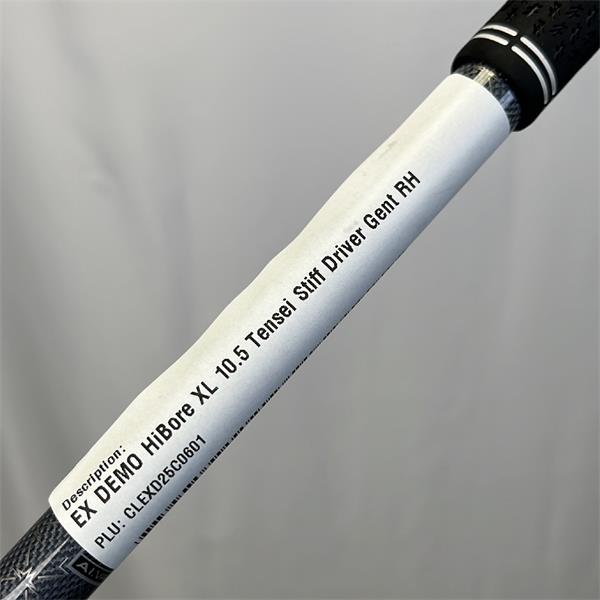 Description:
EX DEMO HiBore XL 10.5 Tensei Stiff Driver Gent RH
PLU: CLEXD25C0601